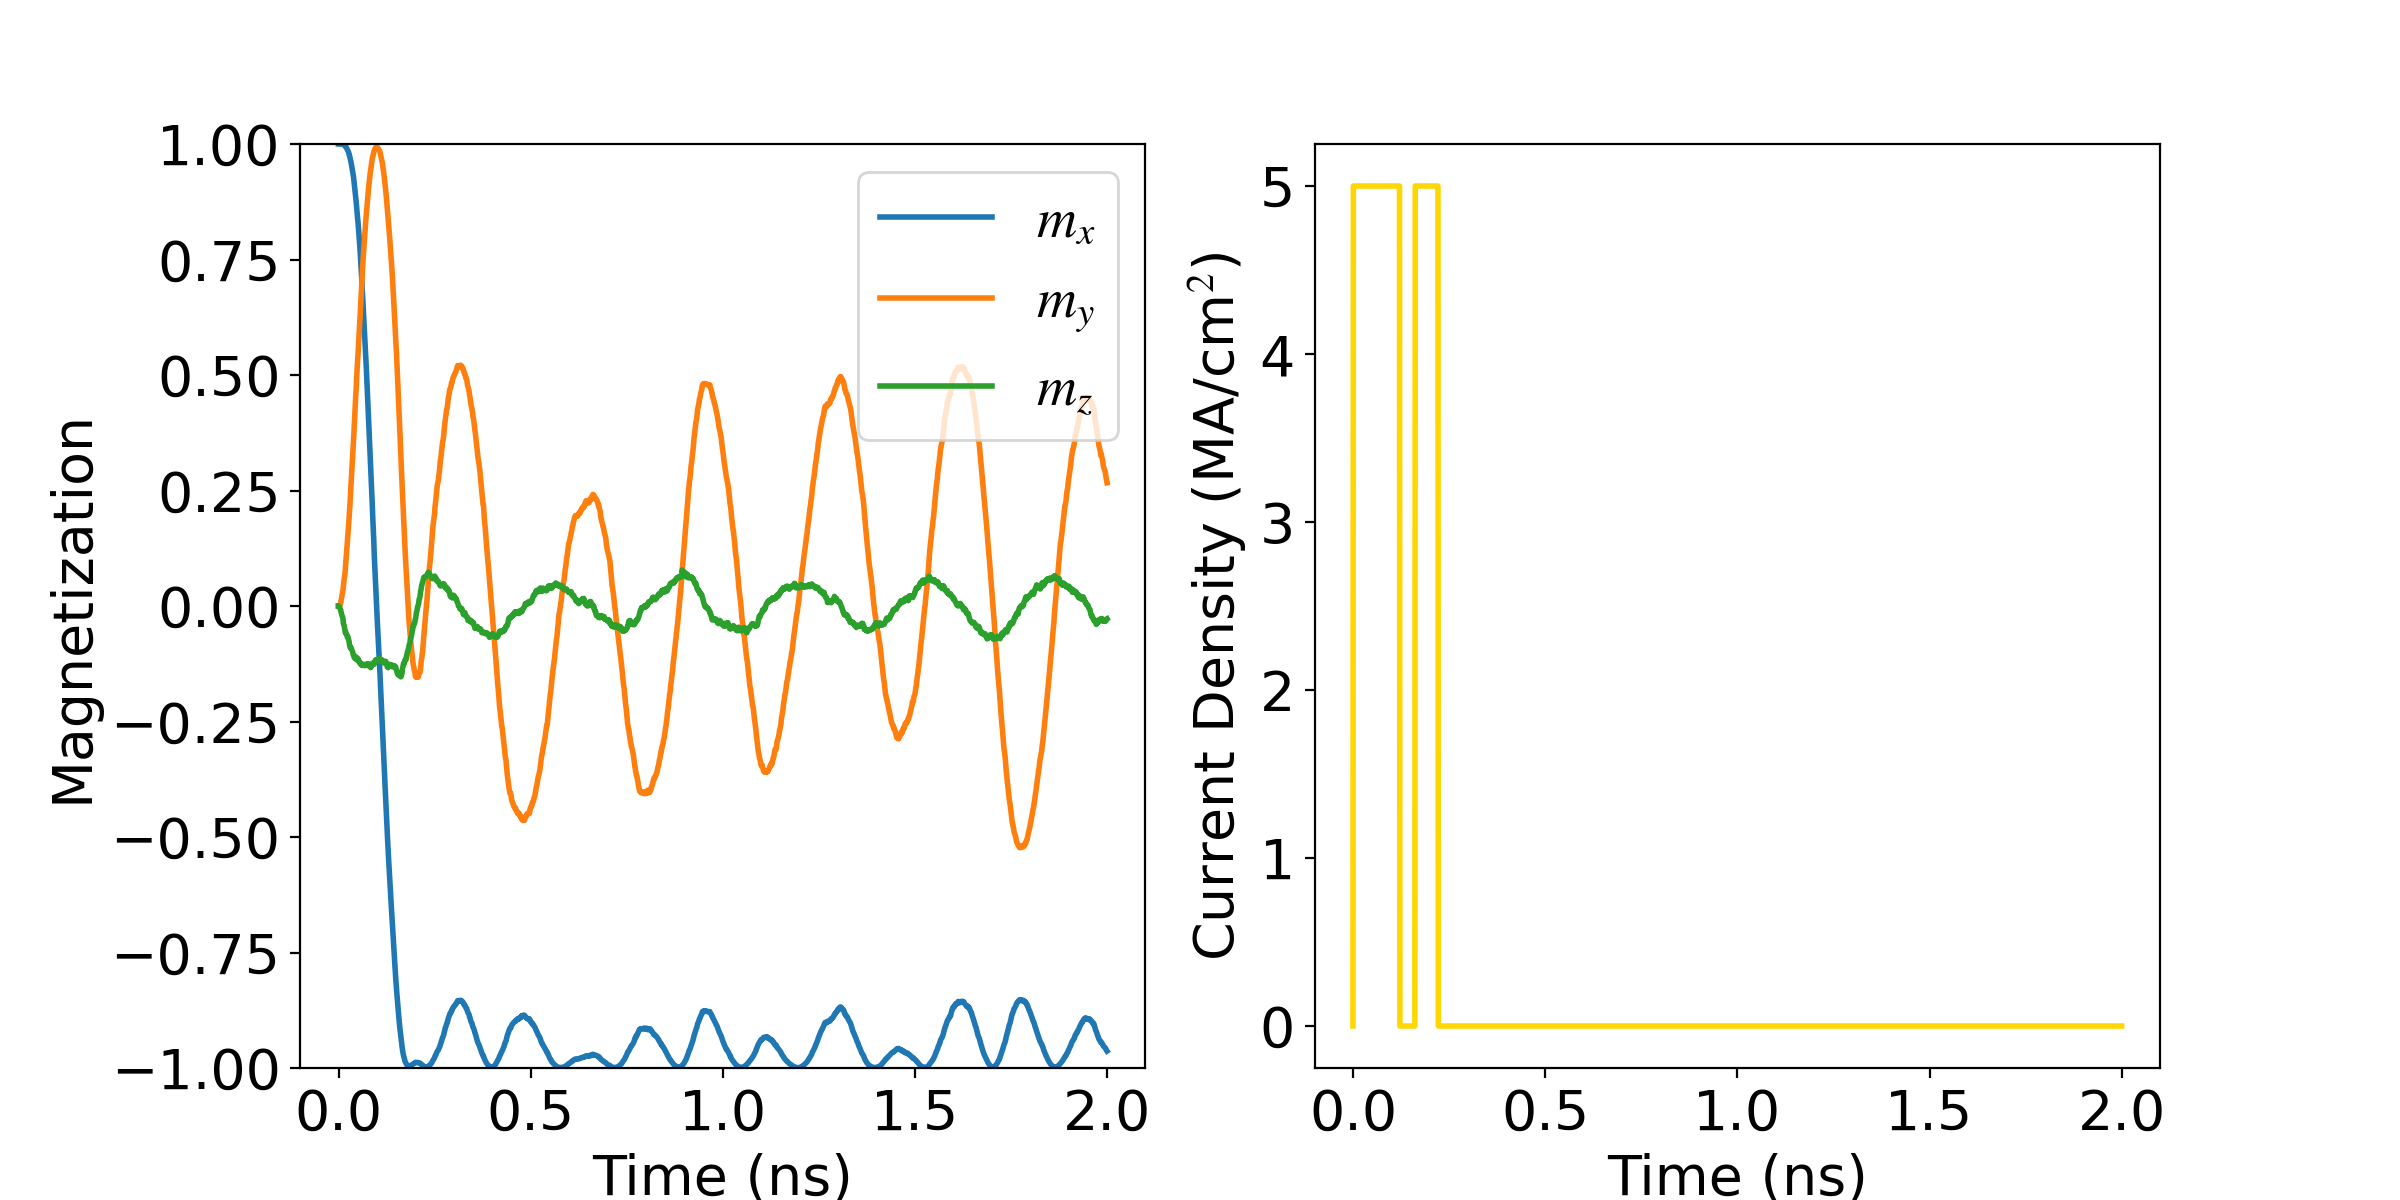 Magnetization
1.00
0.75
0.50
0.25
0.00
−0.25
−0.50
−0.75
−1.00
0.0 0.5 1.0 1.5 2.0
Time (ns)
m_x
m_y
m_z
Current Density (MA/cm²)
5
4
3
2
1
0
0.0 0.5 1.0 1.5 2.0
Time (ns)